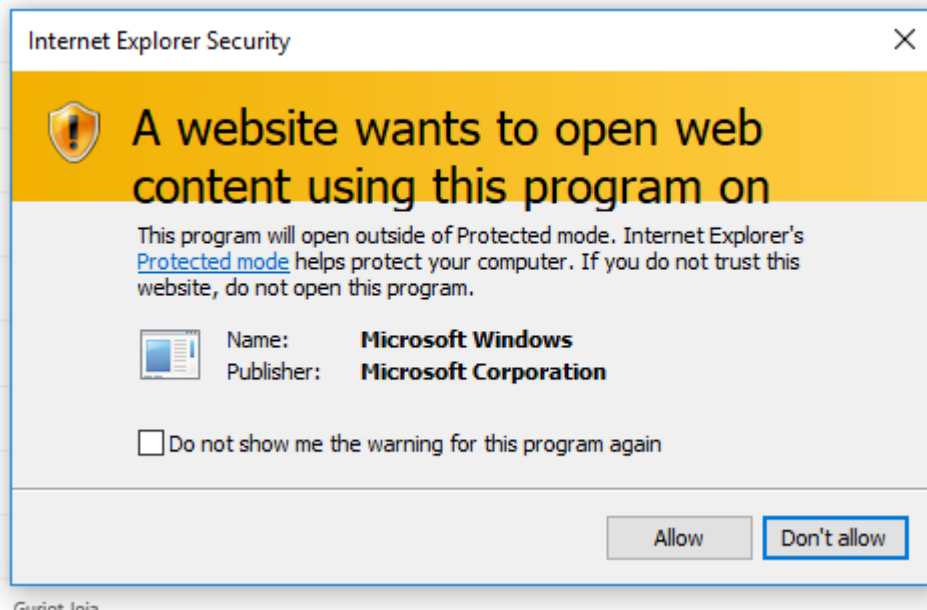 Internet Explorer Security
A website wants to open web
content using this program on
This program will open outside of Protected mode. Internet Explorer's
Protected mode helps protect your computer. If you do not trust this
website, do not open this program.
Name: Microsoft Windows
Publisher: Microsoft Corporation
Do not show me the warning for this program again
Allow Don't allow